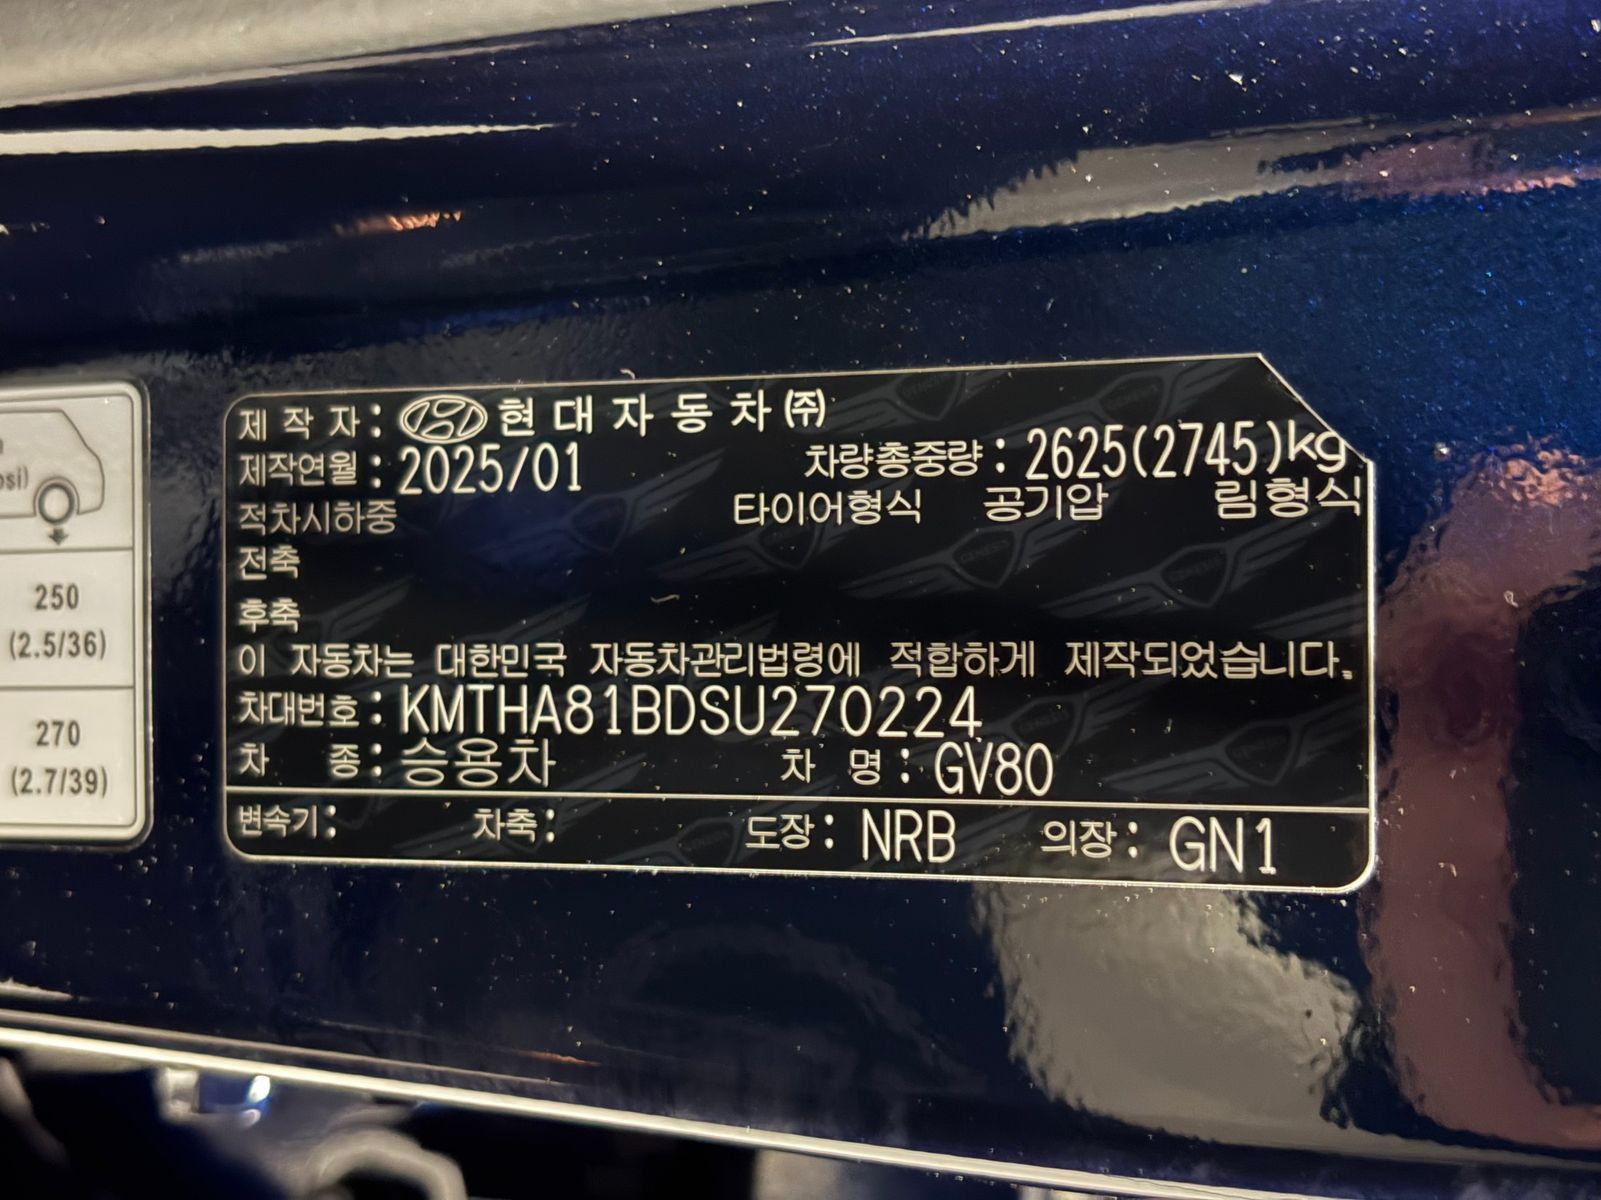 osi)
250
(2.5/36)
270
(2.7/39)
제 작 자 : 현대자동차㈜
제작연월 : 2025/01 차량총중량 : 2625(2745)kg
적차시하중 타이어형식 공기압 림형식
전축
후축
이 자동차는 대한민국 자동차관리법령에 적합하게 제작되었습니다.
차대번호 : KMTHA81BDSU270224
차 종 : 승용차 차 명 : GV80
변속기 : 차축 : 도장 : NRB 의장 : GN1